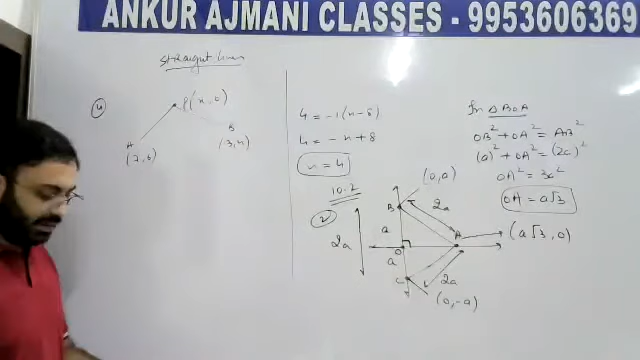 ANKUR AJMANI CLASSES - 9953606369
Straight lines
④
P(x, 0)
A
(7, 6)
B
(3, 4)
4 = -1(x-8)
4 = -x+8
x = 4
10.2
②
2a
(0, a)
B
2a
a
O
A
(a√3, 0)
a
C
2a
(0, -a)
In △BOA
OB² + OA² = AB²
(a)² + OA² = (2a)²
OA² = 3a²
OA = a√3